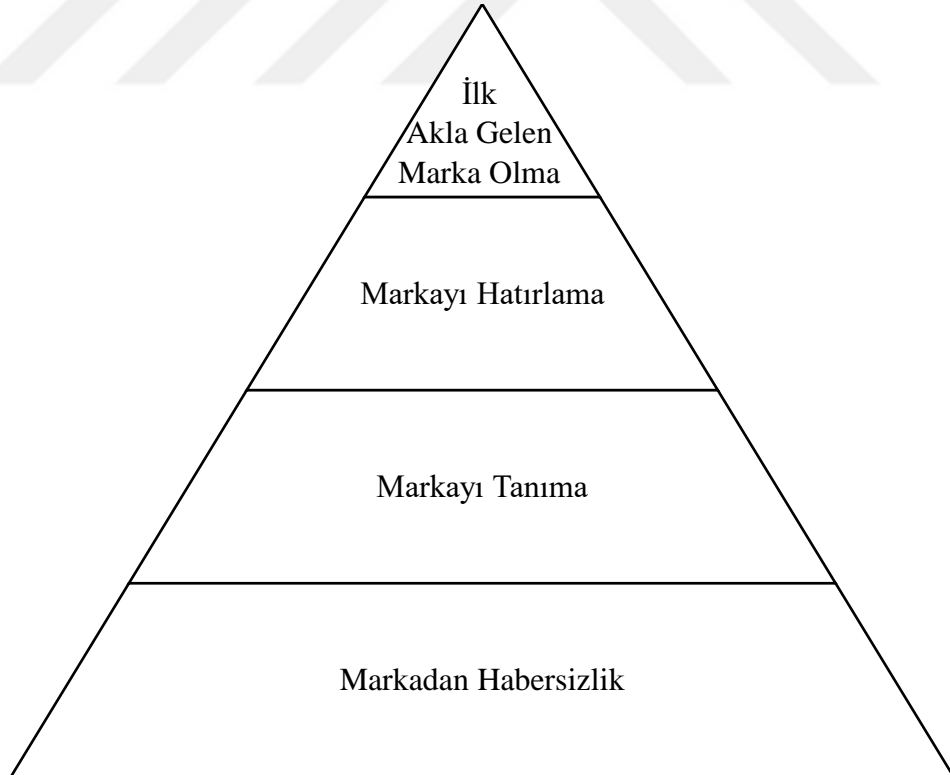 İlk
Akla Gelen
Marka Olma
Markayı Hatırlama
Markayı Tanıma
Markadan Habersizlik